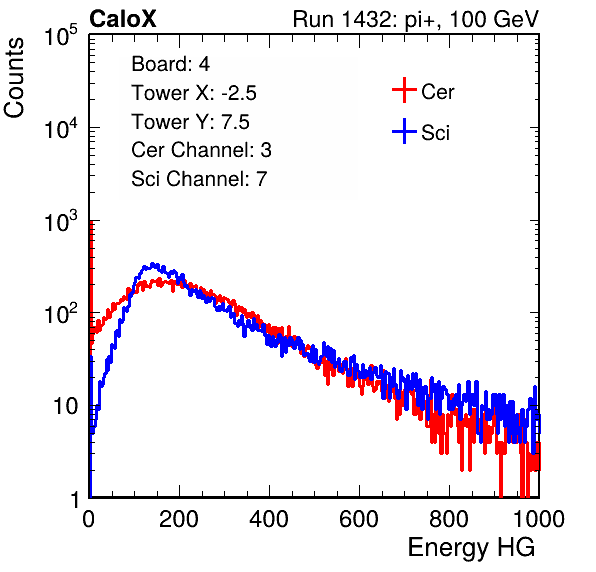 CaloX Run 1432: pi+, 100 GeV
Counts
Board: 4
Tower X: -2.5
Tower Y: 7.5
Cer Channel: 3
Sci Channel: 7
Cer
Sci
10^5
10^4
10^3
10^2
10
1
0 200 400 600 800 1000
Energy HG